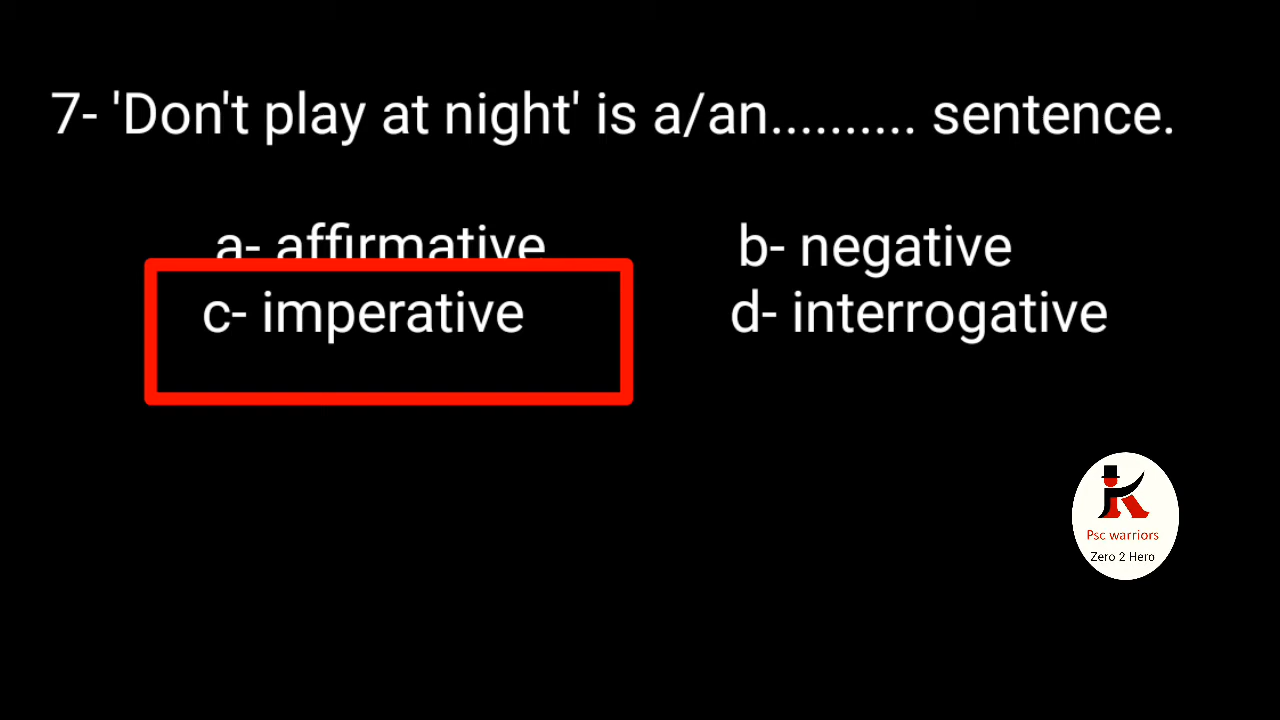 7- 'Don't play at night' is a/an.......... sentence.
a- affirmative b- negative
c- imperative d- interrogative
Psc warriors
Zero 2 Hero